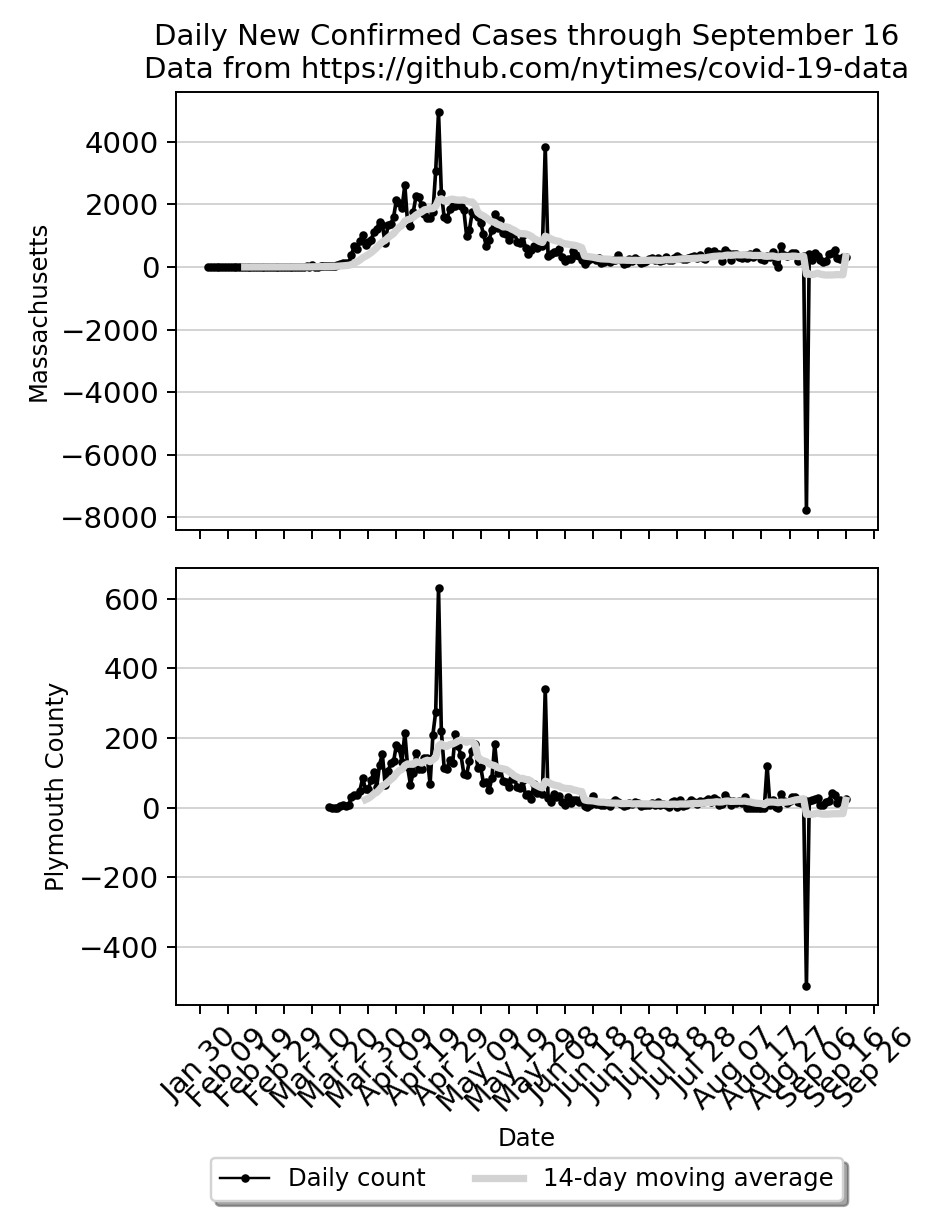 Daily New Confirmed Cases through September 16
Data from https://github.com/nytimes/covid-19-data
4000
2000
0
−2000
−4000
−6000
−8000
Massachusetts
600
400
200
0
−200
−400
Plymouth County
Jan 30
Feb 09
Feb 19
Feb 29
Mar 10
Mar 20
Mar 30
Apr 09
Apr 19
Apr 29
May 09
May 19
May 29
Jun 08
Jun 18
Jun 28
Jul 08
Jul 18
Jul 28
Aug 07
Aug 17
Aug 27
Sep 06
Sep 16
Sep 26
Date
Daily count
14-day moving average